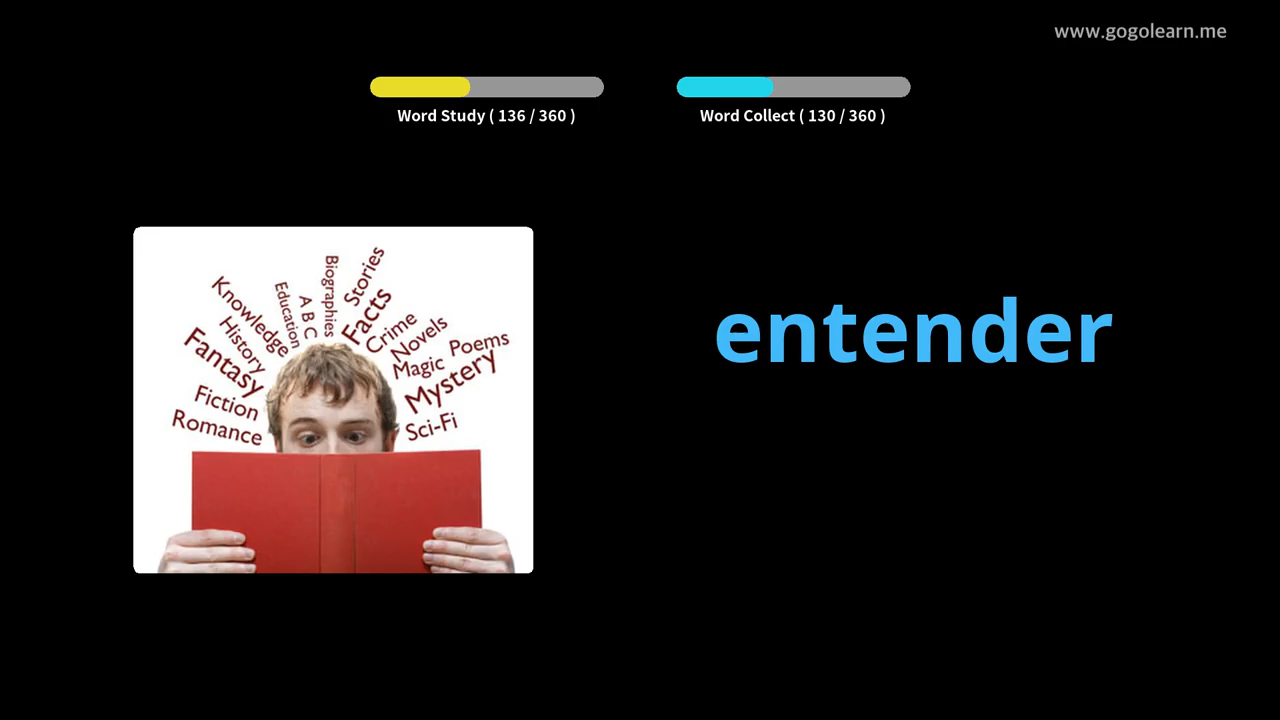 www.gogolearn.me
Word Study ( 136 / 360 )
Word Collect ( 130 / 360 )
entender
Biographies
Stories
Education
A B C
Facts
Knowledge
History
Crime
Novels
Poems
Fantasy
Magic
Mystery
Fiction
Romance
Sci-Fi